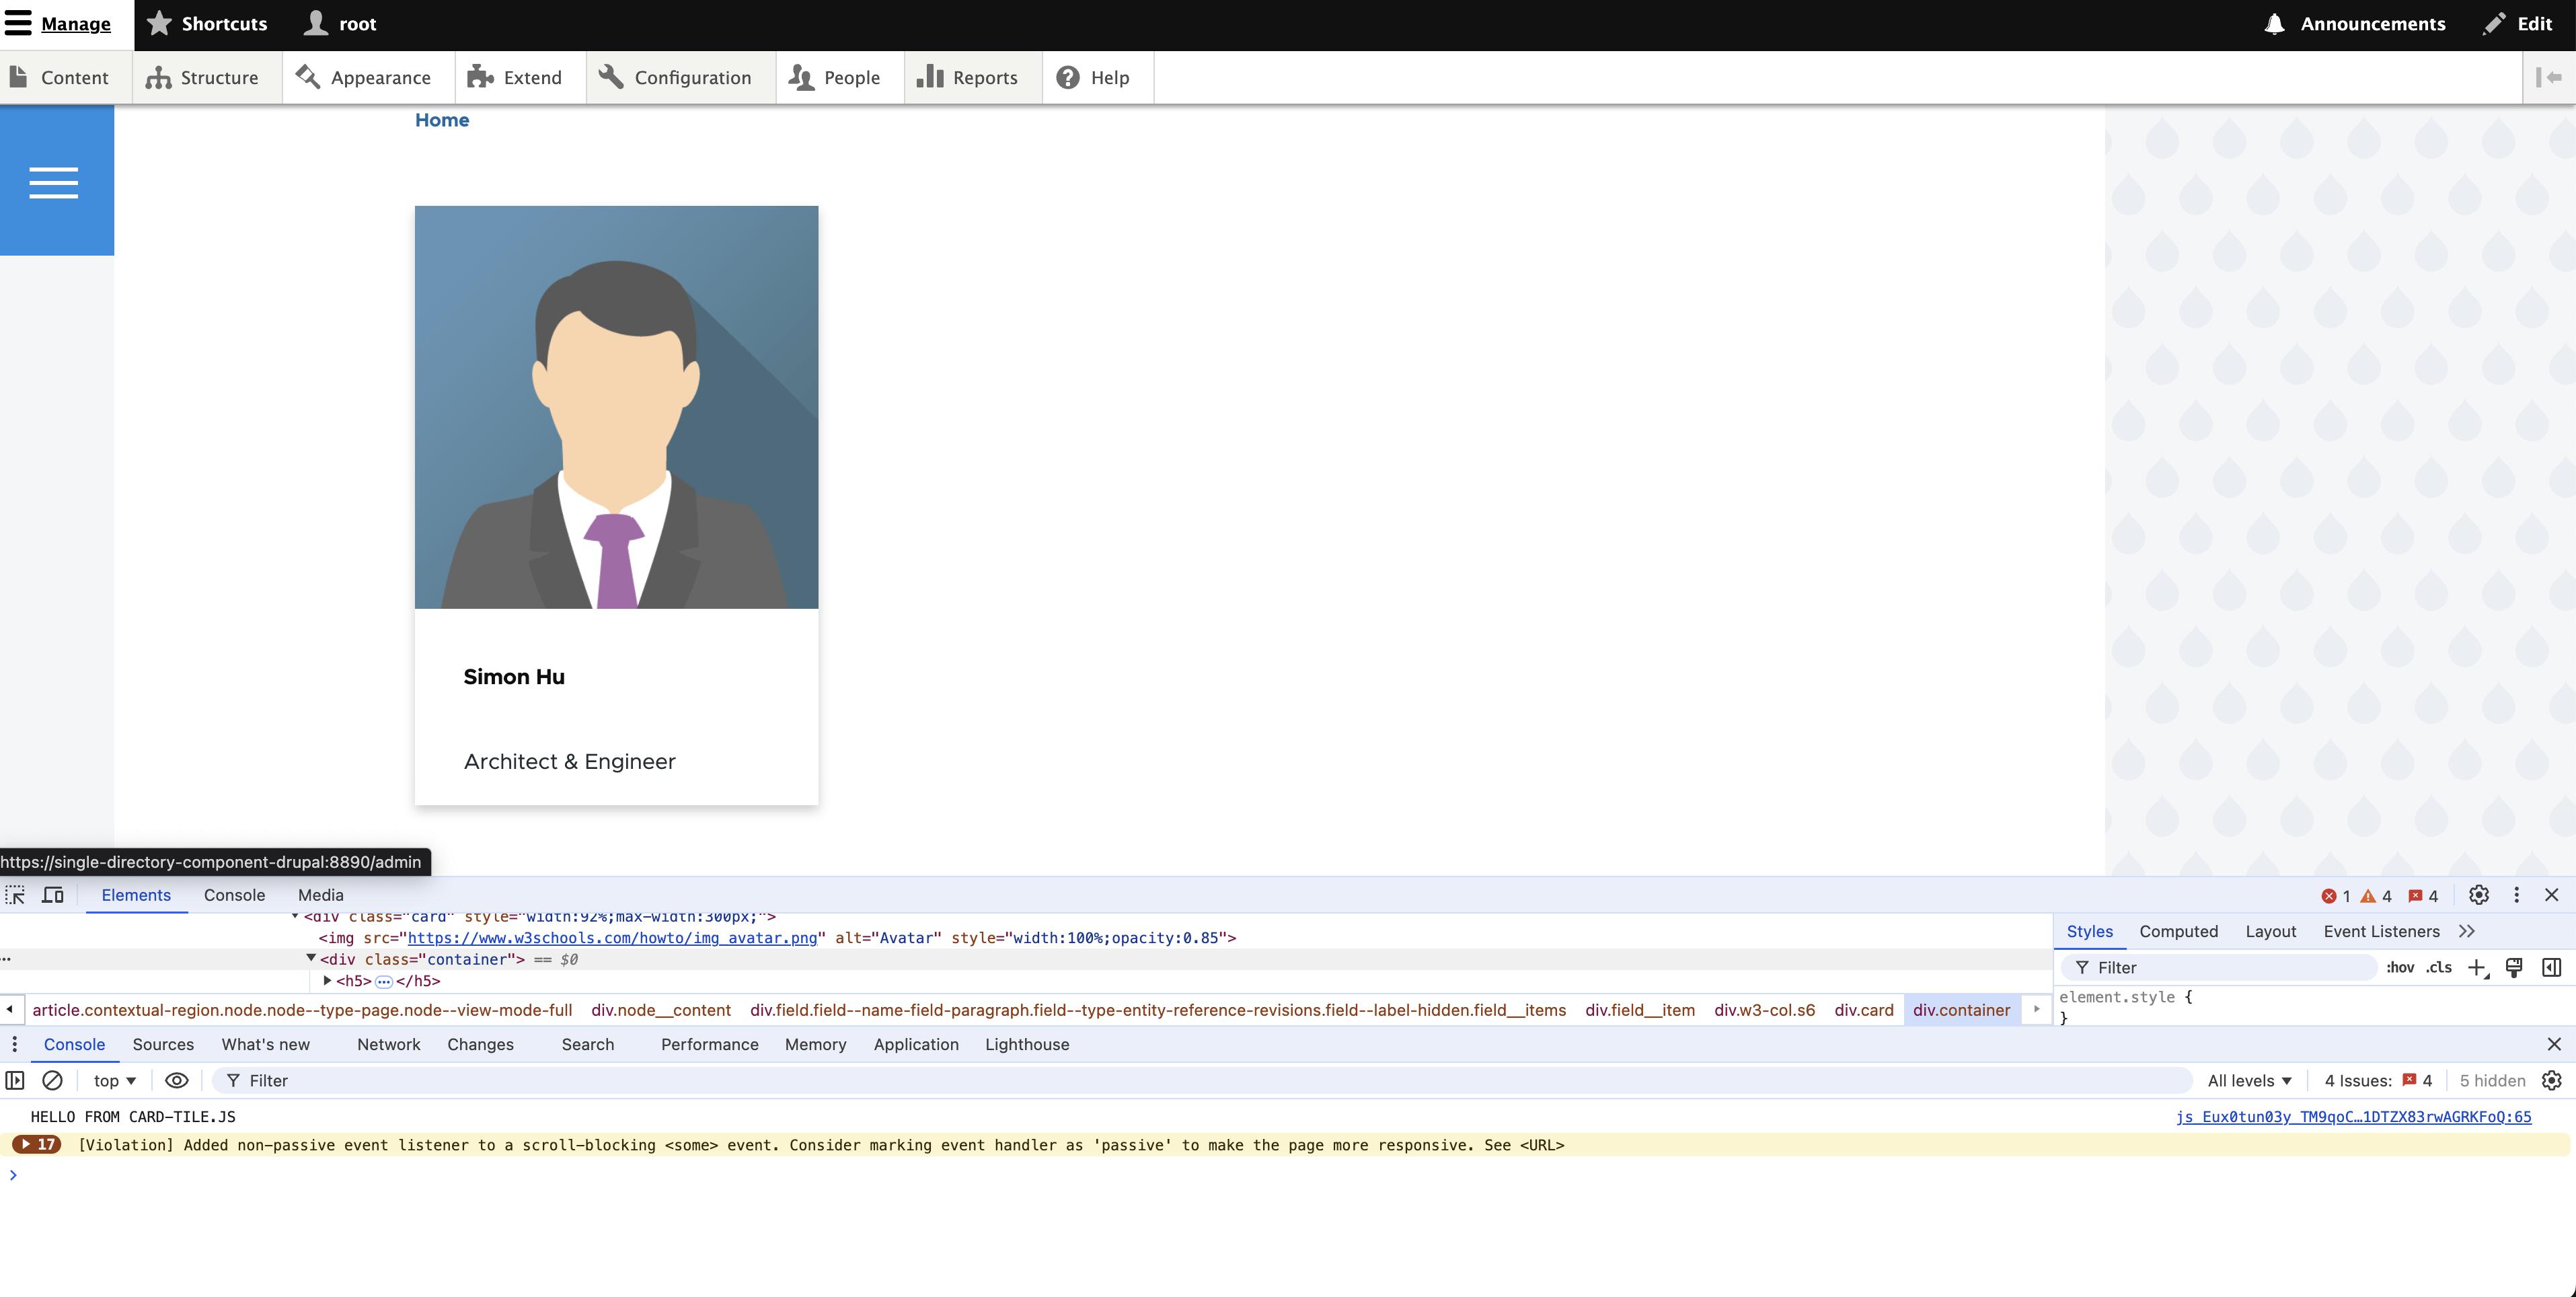 Manage Shortcuts root Announcements Edit
Content Structure Appearance Extend Configuration People Reports Help
Home
Simon Hu
Architect & Engineer
https://single-directory-component-drupal:8890/admin
Elements Console Media 1 4 4
<div class="card" style="width:92%;max-width:300px;">
<img src="https://www.w3schools.com/howto/img_avatar.png" alt="Avatar" style="width:100%;opacity:0.85">
<div class="container"> == $0
<h5>…</h5>
Styles Computed Layout Event Listeners
Filter :hov .cls
element.style {
}
article.contextual-region.node.node--type-page.node--view-mode-full div.node__content div.field.field--name-field-paragraph.field--type-entity-reference-revisions.field--label-hidden.field__items div.field__item div.w3-col.s6 div.card div.container
Console Sources What's new Network Changes Search Performance Memory Application Lighthouse
top Filter All levels 4 Issues: 4 5 hidden
HELLO FROM CARD-TILE.JS js_Eux0tun03y_TM9qoC…1DTZX83rwAGRKFoQ:65
17 [Violation] Added non-passive event listener to a scroll-blocking <some> event. Consider marking event handler as 'passive' to make the page more responsive. See <URL>